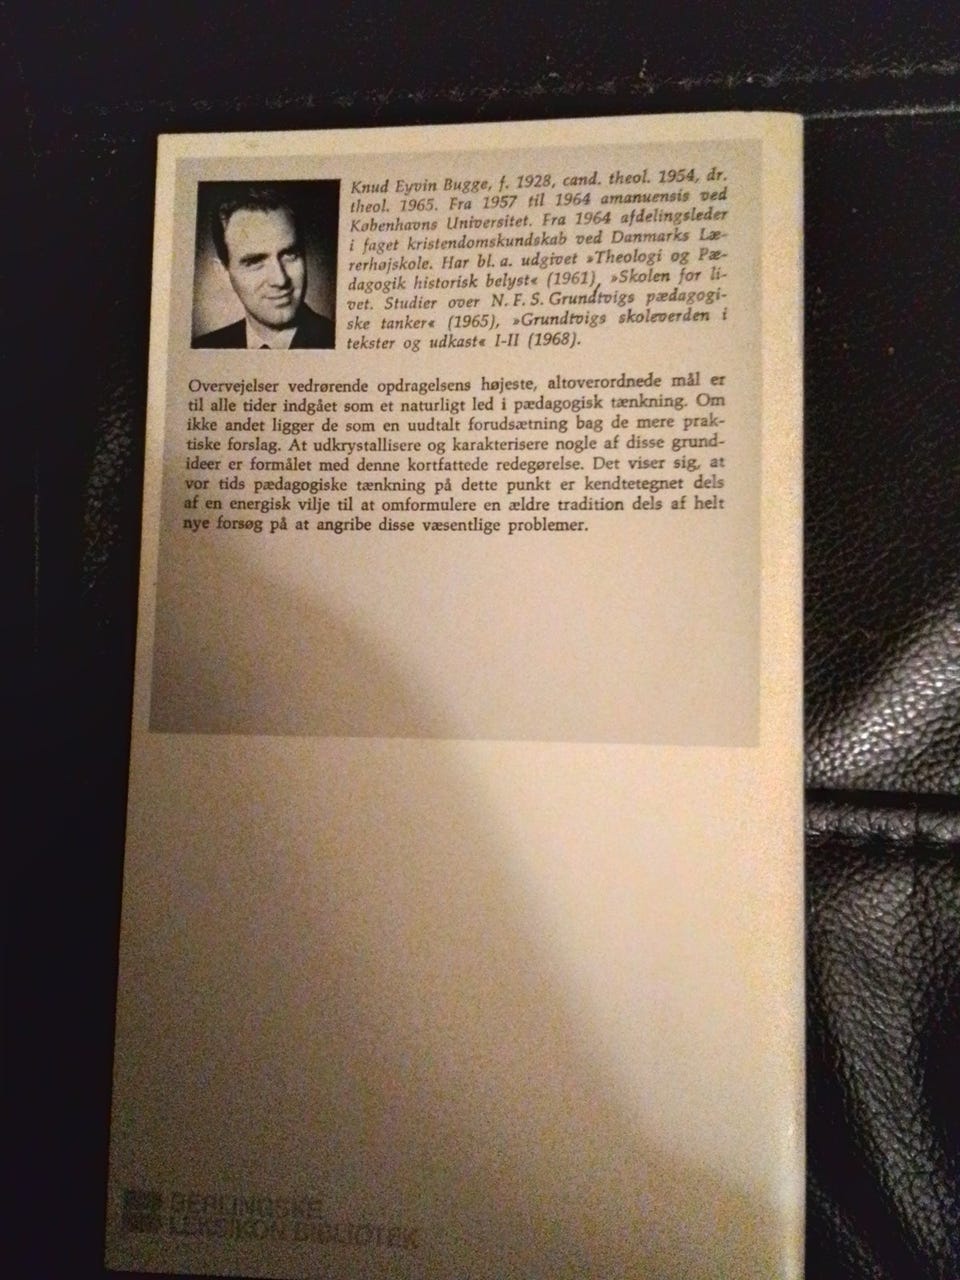 Knud Eyvin Bugge, f. 1928, cand. theol. 1954, dr.
theol. 1965. Fra 1957 til 1964 amanuensis ved
Københavns Universitet. Fra 1964 afdelingsleder
i faget kristendomskundskab ved Danmarks Læ-
rerhøjskole. Har bl. a. udgivet »Theologi og Pæ-
dagogik historisk belyst« (1961), »Skolen for li-
vet. Studier over N. F. S. Grundtvigs pædagogi-
ske tanker« (1965), »Grundtvigs skoleverden i
tekster og udkast« I-II (1968).
Overvejelser vedrørende opdragelsens højeste, altoverordnede mål er
til alle tider indgået som et naturligt led i pædagogisk tænkning. Om
ikke andet ligger de som en uudtalt forudsætning bag de mere prak-
tiske forslag. At udkrystallisere og karakterisere nogle af disse grund-
ideer er formålet med denne kortfattede redegørelse. Det viser sig, at
vor tids pædagogiske tænkning på dette punkt er kendtetegnet dels
af en energisk vilje til at omformulere en ældre tradition dels af helt
nye forsøg på at angribe disse væsentlige problemer.
BERLINGSKE
LEKSIKON BIBLIOTEK